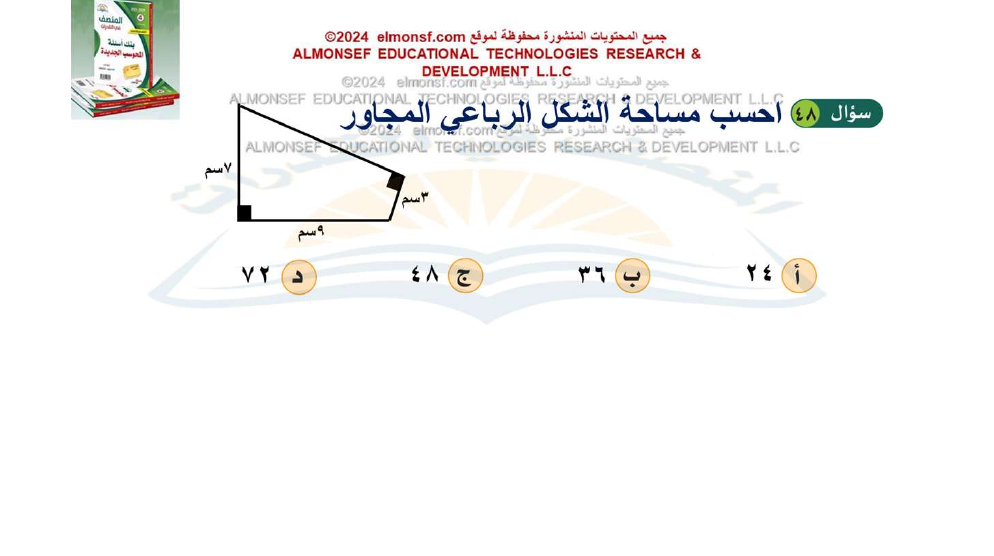 المنصف
بنك أسئلة
المحوسب الجديدة
جميع المحتويات المنشورة محفوظة لموقع elmonsf.com ©2024
ALMONSEF EDUCATIONAL TECHNOLOGIES RESEARCH &
DEVELOPMENT L.L.C
جميع المحتويات المنشورة محفوظة لموقع elmonsf.com ©2024
ALMONSEF EDUCATIONAL TECHNOLOGIES RESEARCH & DEVELOPMENT L.L.C
سؤال ٤٨ احسب مساحة الشكل الرباعي المجاور
جميع المحتويات المنشورة محفوظة لموقع elmonsf.com ©2024
ALMONSEF EDUCATIONAL TECHNOLOGIES RESEARCH & DEVELOPMENT L.L.C
٧سم
٣سم
٩سم
أ ٢٤ ب ٣٦ ج ٤٨ د ٧٢